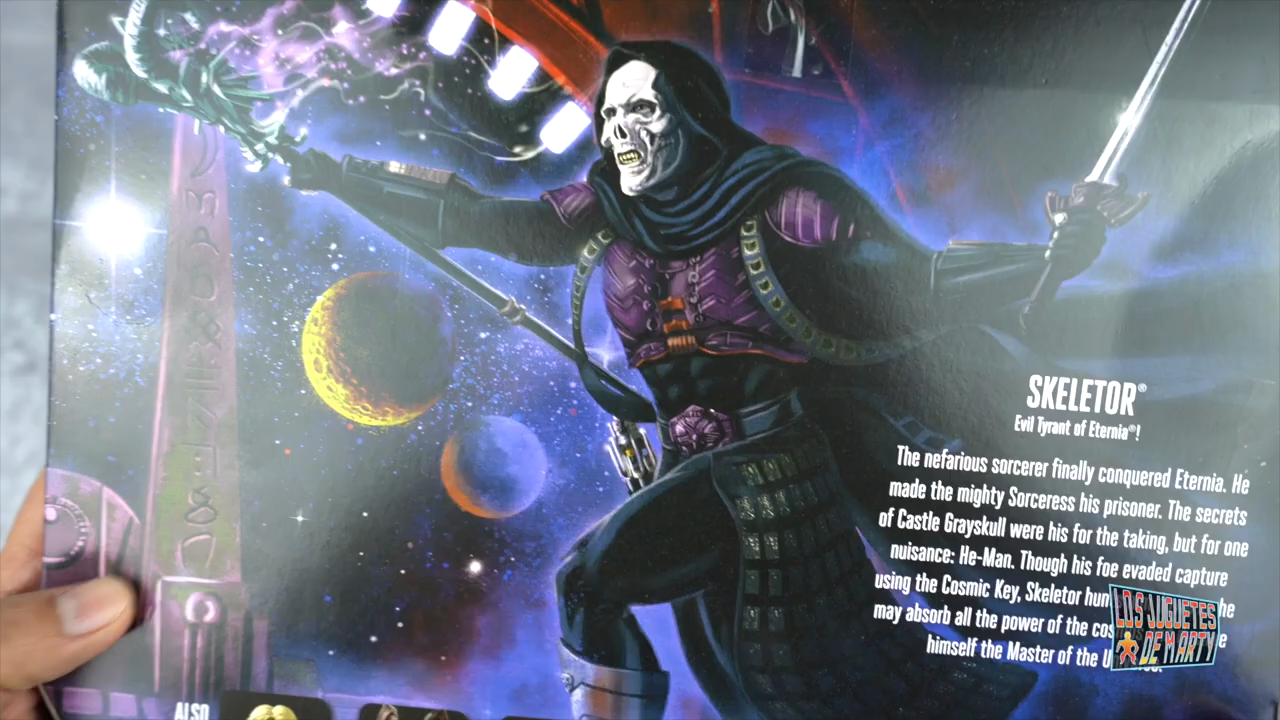 SKELETOR®
Evil Tyrant of Eternia®!
The nefarious sorcerer finally conquered Eternia. He
made the mighty Sorceress his prisoner. The secrets
of Castle Grayskull were his for the taking, but for one
nuisance: He-Man. Though his foe evaded capture
using the Cosmic Key, Skeletor
may absorb all the power of the
himself the Master of the
LOS JUGUETES
DE MARTY
ALSO